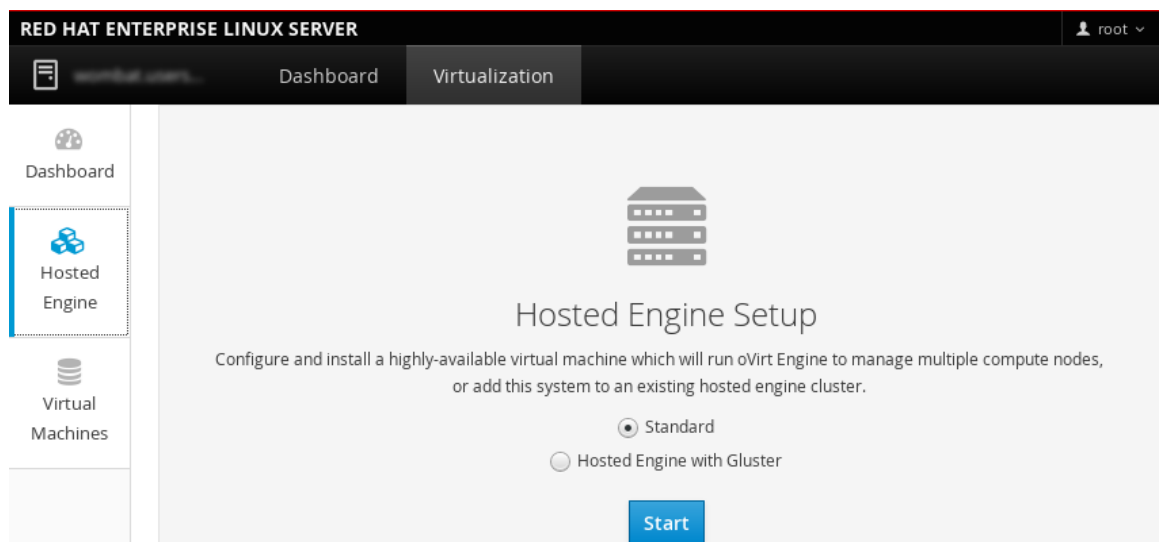 RED HAT ENTERPRISE LINUX SERVER
root
Dashboard
Virtualization
Dashboard
Hosted
Engine
Virtual
Machines
Hosted Engine Setup
Configure and install a highly-available virtual machine which will run oVirt Engine to manage multiple compute nodes,
or add this system to an existing hosted engine cluster.
Standard
Hosted Engine with Gluster
Start